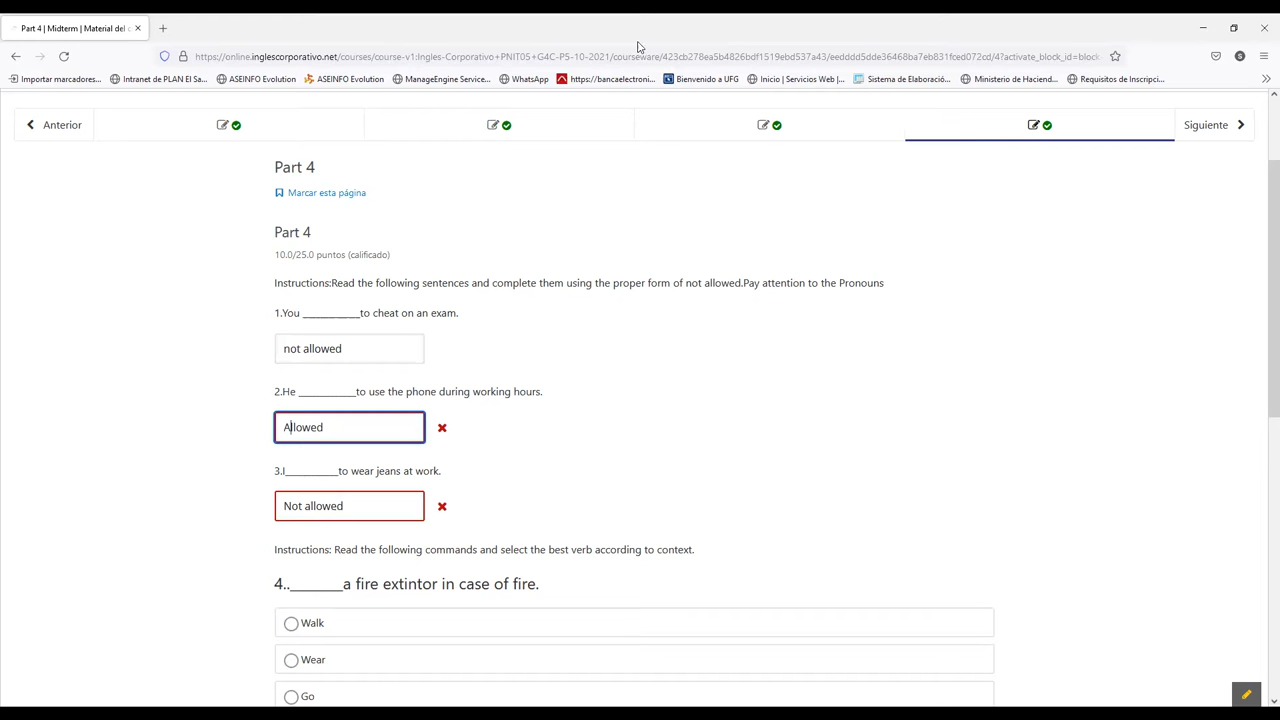 Part 4 | Midterm | Material del c
https://online.inglescorporativo.net/courses/course-v1:Ingles-Corporativo+PNIT05+G4C-P5-10-2021/courseware/423cb278ea5b4826bdf1519ebd587a43/eedddd5dde36468ba7eb831fced072cd/4?activate_block_id=block
S
Importar marcadores... Intranet de PLAN El Sa... ASEINFO Evolution ASEINFO Evolution ManageEngine Servic... WhatsApp https://bancaelectroni... Bienvenido a UFG Inicio | Servicios Web |... Sistema de Elaboració... Ministerio de Haciend... Requisitos de Inscripc...
Anterior
Siguiente
Part 4
Marcar esta página
Part 4
10.0/25.0 puntos (calificado)
Instructions:Read the following sentences and complete them using the proper form of not allowed.Pay attention to the Pronouns
1.You ___________to cheat on an exam.
not allowed
2.He ___________to use the phone during working hours.
Allowed
3.I__________to wear jeans at work.
Not allowed
Instructions: Read the following commands and select the best verb according to context.
4..______a fire extintor in case of fire.
Walk
Wear
Go